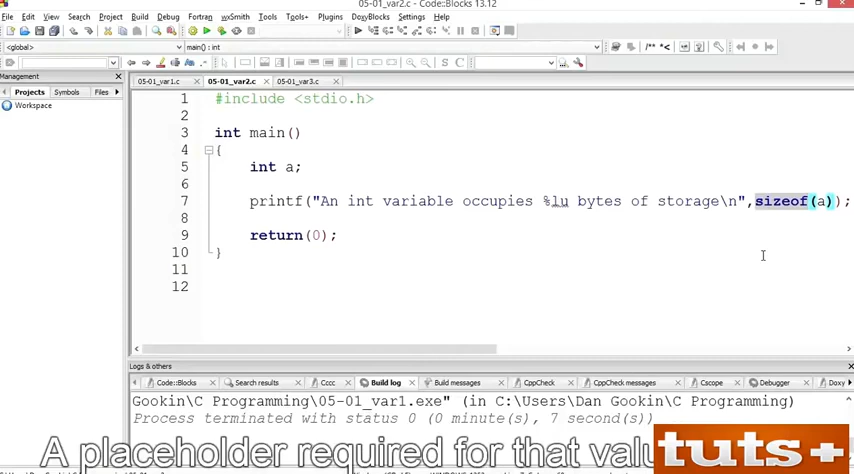 05-01_var2.c - Code::Blocks 13.12
File Edit View Search Project Build Debug Fortran wxSmith Tools Tools+ Plugins DoxyBlocks Settings Help
<global> main() : int
/** *<
S C
Management
Projects Symbols Files
Workspace
05-01_var1.c 05-01_var2.c 05-01_var3.c
1 #include <stdio.h>
2
3 int main()
4 {
5 int a;
6
7 printf("An int variable occupies %lu bytes of storage\n",sizeof(a));
8
9 return(0);
10 }
11
12
Logs & others
Code::Blocks Search results Cccc Build log Build messages CppCheck CppCheck messages Cscope Debugger Doxy
Gookin\C Programming\05-01_var1.exe" (in C:\Users\Dan Gookin\C Programming)
Process terminated with status 0 (0 minute(s), 7 second(s))
A placeholder required for that
tuts+